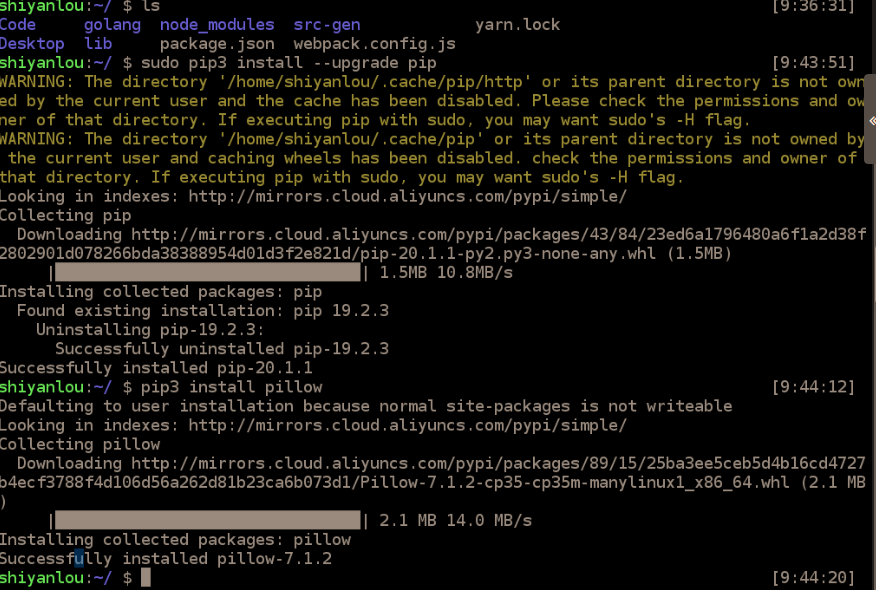 shiyanlou:~/ $ ls [9:36:31]
Code golang node_modules src-gen yarn.lock
Desktop lib package.json webpack.config.js
shiyanlou:~/ $ sudo pip3 install --upgrade pip [9:43:51]
WARNING: The directory '/home/shiyanlou/.cache/pip/http' or its parent directory is not own
ed by the current user and the cache has been disabled. Please check the permissions and ow
ner of that directory. If executing pip with sudo, you may want sudo's -H flag.
WARNING: The directory '/home/shiyanlou/.cache/pip' or its parent directory is not owned by
 the current user and caching wheels has been disabled. check the permissions and owner of
that directory. If executing pip with sudo, you may want sudo's -H flag.
Looking in indexes: http://mirrors.cloud.aliyuncs.com/pypi/simple/
Collecting pip
  Downloading http://mirrors.cloud.aliyuncs.com/pypi/packages/43/84/23ed6a1796480a6f1a2d38f
2802901d078266bda38388954d01d3f2e821d/pip-20.1.1-py2.py3-none-any.whl (1.5MB)
     |████████████████████████████████| 1.5MB 10.8MB/s
Installing collected packages: pip
  Found existing installation: pip 19.2.3
    Uninstalling pip-19.2.3:
      Successfully uninstalled pip-19.2.3
Successfully installed pip-20.1.1
shiyanlou:~/ $ pip3 install pillow [9:44:12]
Defaulting to user installation because normal site-packages is not writeable
Looking in indexes: http://mirrors.cloud.aliyuncs.com/pypi/simple/
Collecting pillow
  Downloading http://mirrors.cloud.aliyuncs.com/pypi/packages/89/15/25ba3ee5ceb5d4b16cd4727
b4ecf3788f4d106d56a262d81b23ca6b073d1/Pillow-7.1.2-cp35-cp35m-manylinux1_x86_64.whl (2.1 MB
)
     |████████████████████████████████| 2.1 MB 14.0 MB/s
Installing collected packages: pillow
Successfully installed pillow-7.1.2
shiyanlou:~/ $ [9:44:20]